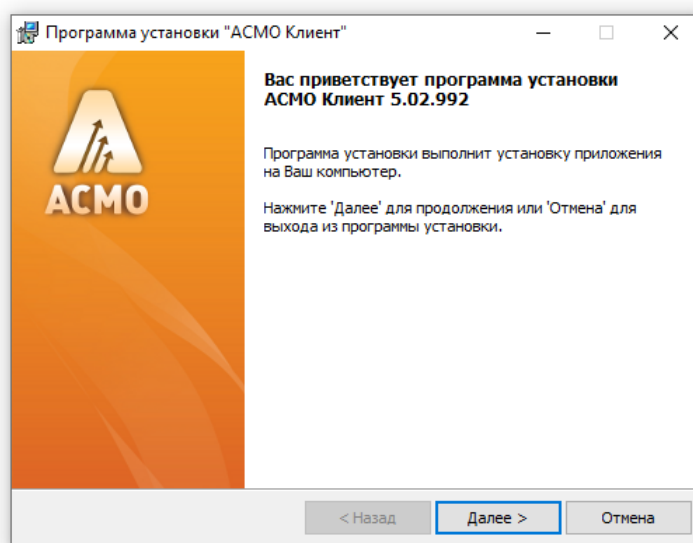 Программа установки "АСМО Клиент"
АСМО
Вас приветствует программа установки
АСМО Клиент 5.02.992
Программа установки выполнит установку приложения
на Ваш компьютер.
Нажмите 'Далее' для продолжения или 'Отмена' для
выхода из программы установки.
< Назад
Далее >
Отмена